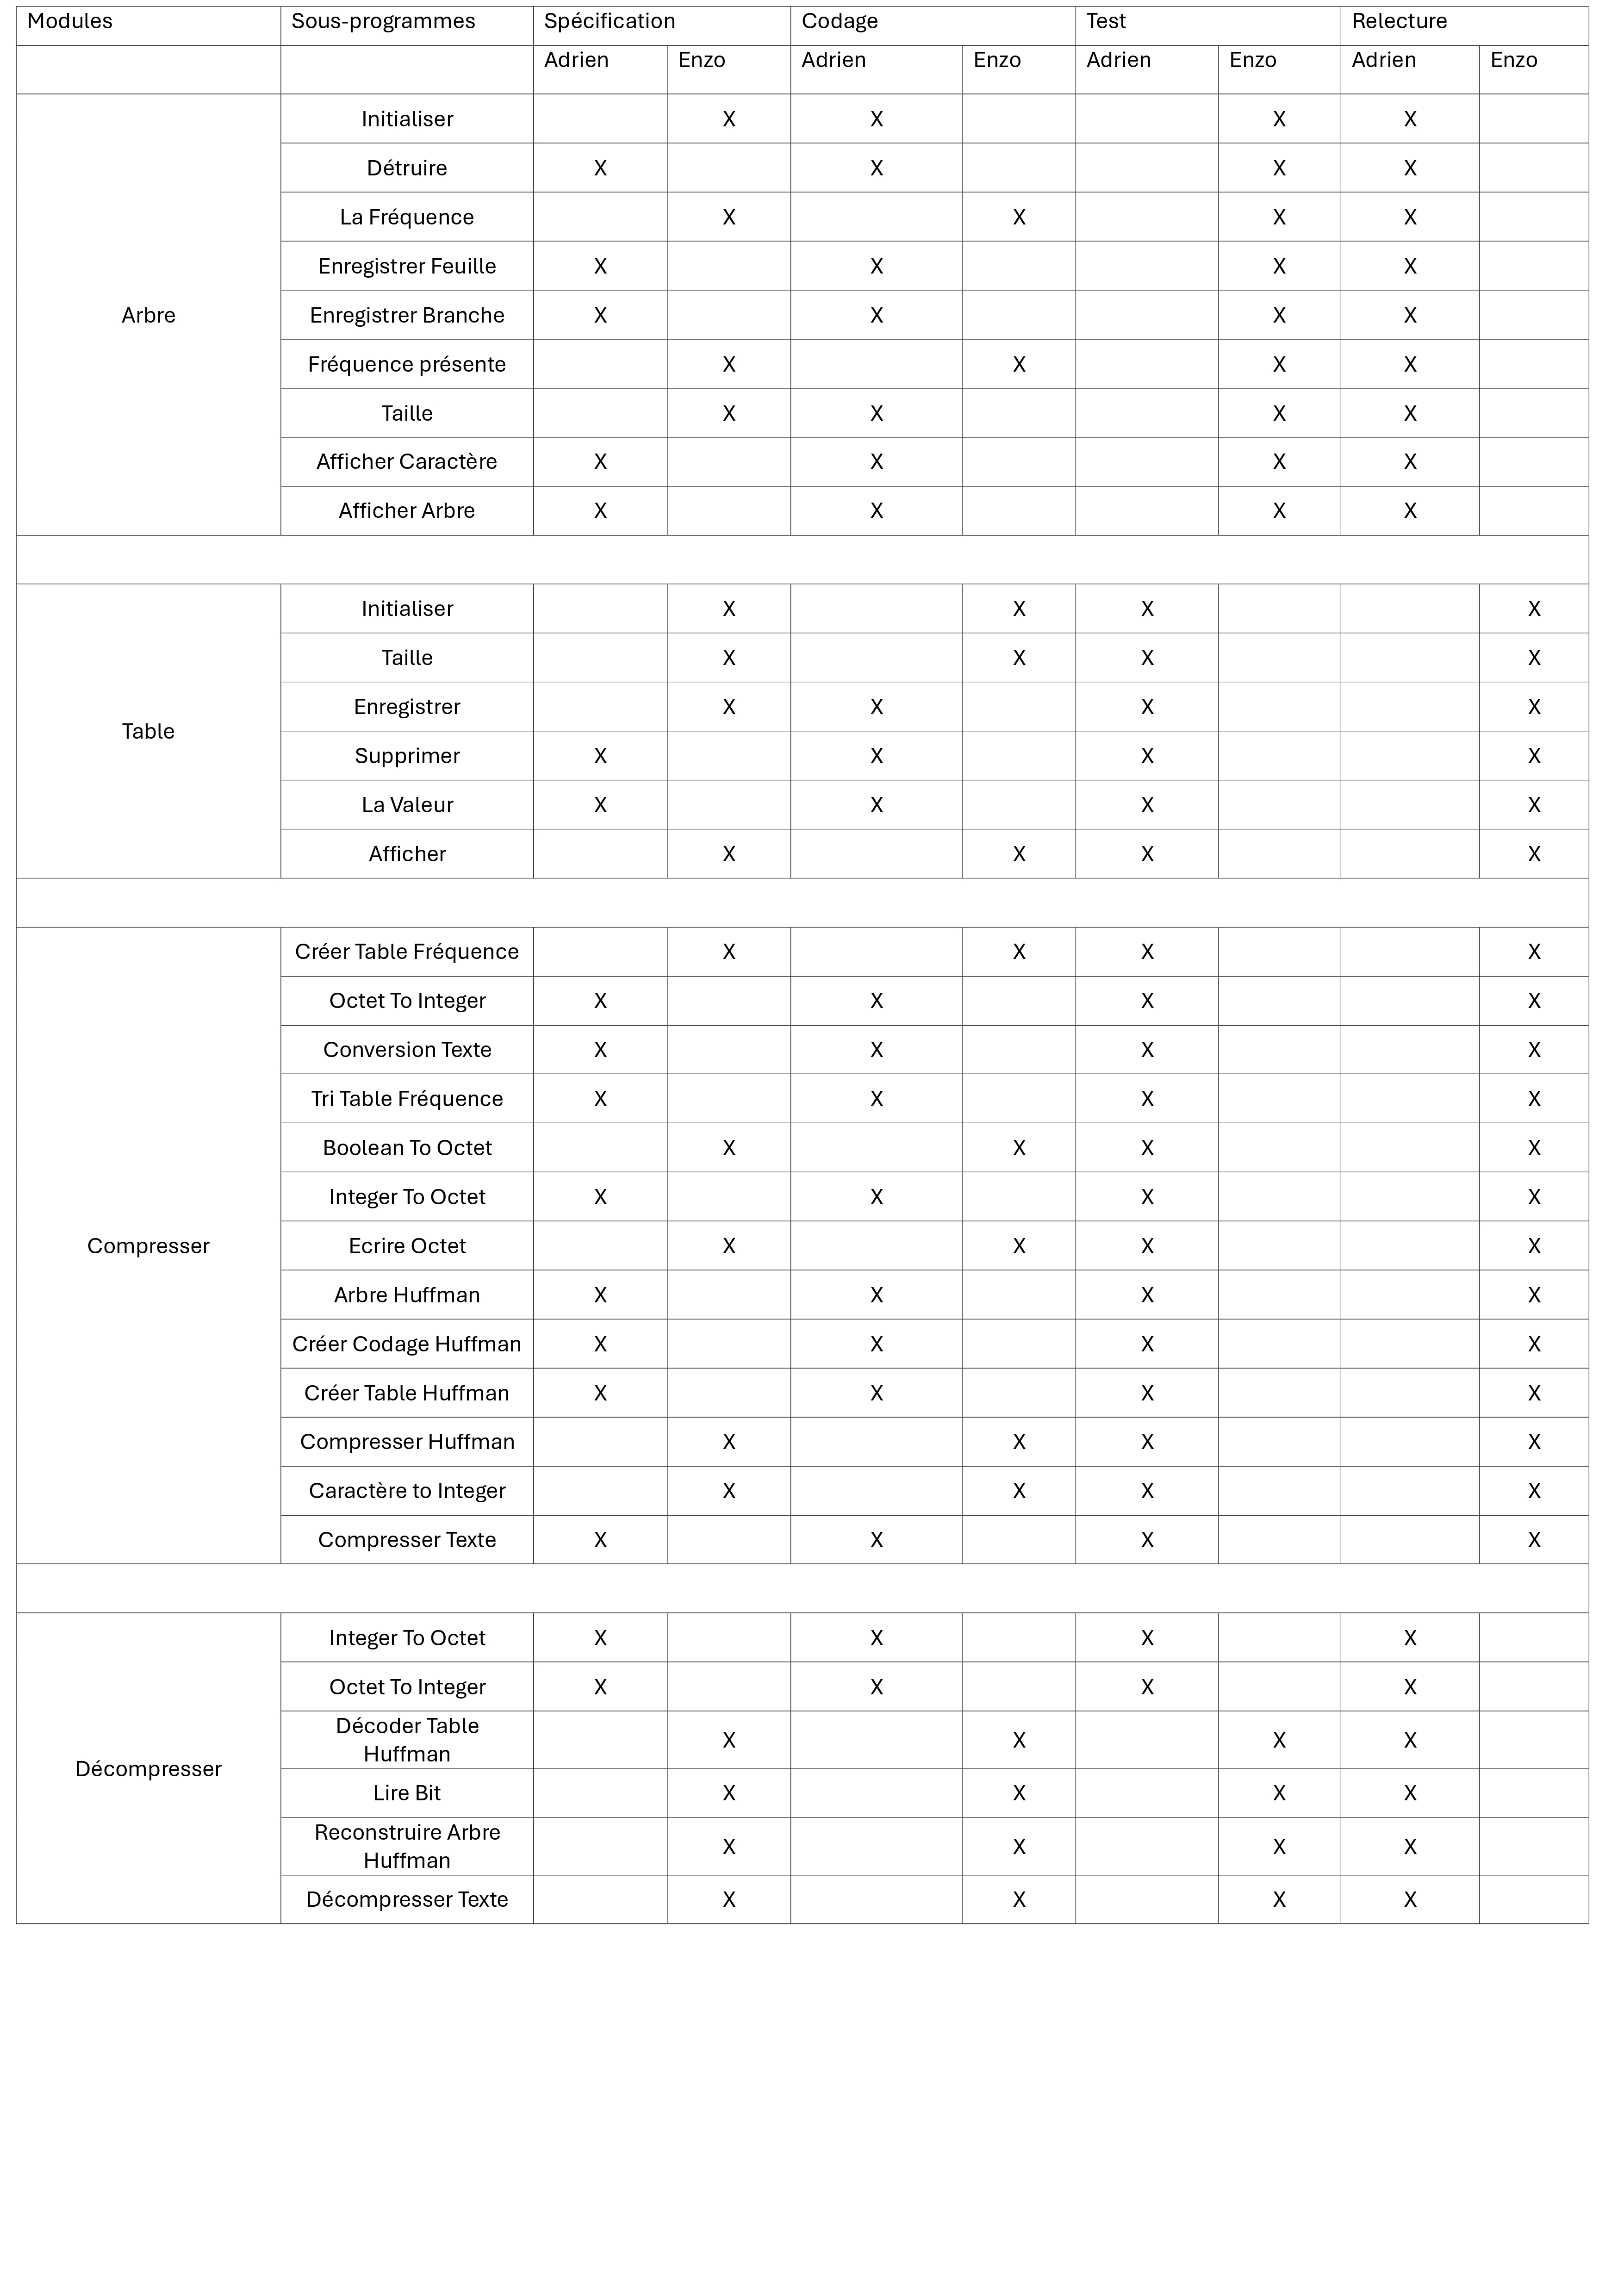 Modules Sous-programmes Spécification Codage Test Relecture
Adrien Enzo Adrien Enzo Adrien Enzo Adrien Enzo
Arbre
Initialiser X X X X
Détruire X X X X
La Fréquence X X X X
Enregistrer Feuille X X X X
Enregistrer Branche X X X X
Fréquence présente X X X X
Taille X X X X
Afficher Caractère X X X X
Afficher Arbre X X X X
Table
Initialiser X X X X
Taille X X X X
Enregistrer X X X X
Supprimer X X X X
La Valeur X X X X
Afficher X X X X
Compresser
Créer Table Fréquence X X X X
Octet To Integer X X X X
Conversion Texte X X X X
Tri Table Fréquence X X X X
Boolean To Octet X X X X
Integer To Octet X X X X
Ecrire Octet X X X X
Arbre Huffman X X X X
Créer Codage Huffman X X X X
Créer Table Huffman X X X X
Compresser Huffman X X X X
Caractère to Integer X X X X
Compresser Texte X X X X
Décompresser
Integer To Octet X X X X
Octet To Integer X X X X
Décoder Table
Huffman X X X X
Lire Bit X X X X
Reconstruire Arbre
Huffman X X X X
Décompresser Texte X X X X